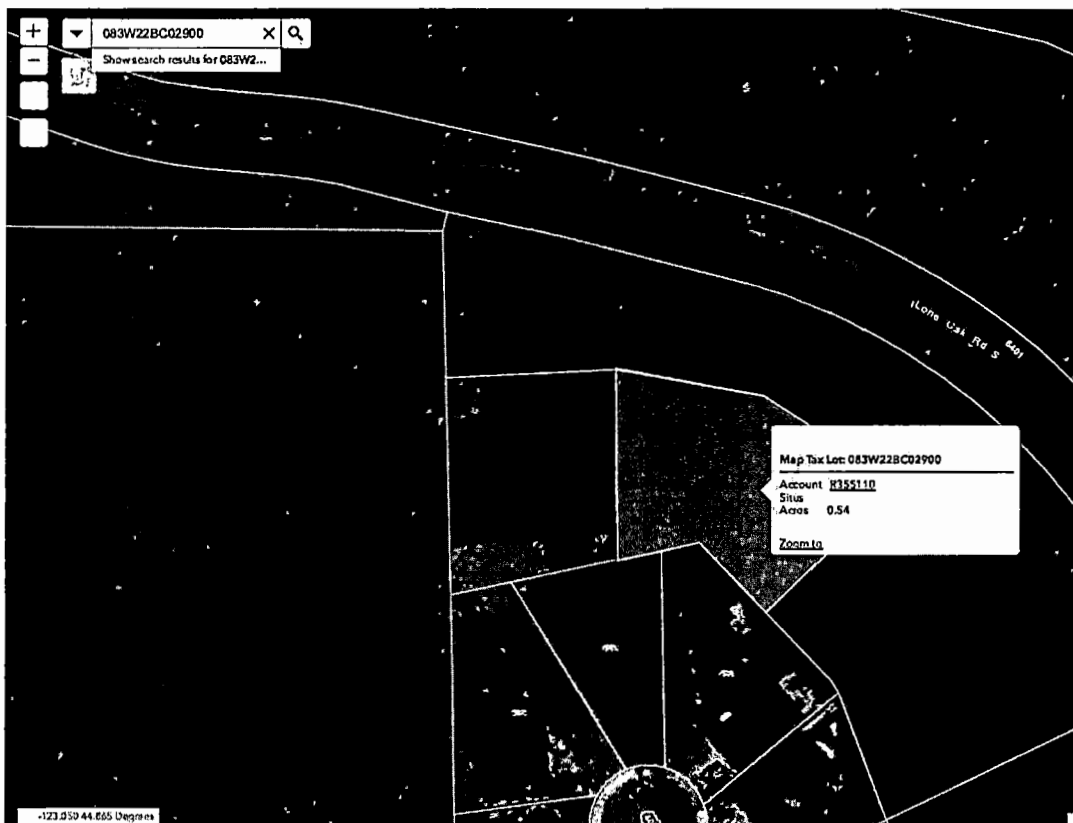 +
083W22BC02900
Show search results for 083W2...
−
Lone Oak Rd S
6401
Map Tax Lot: 083W22BC02900
Account R355110
Situs
Acres 0.54
Zoom to
-123.050 44.865 Degrees